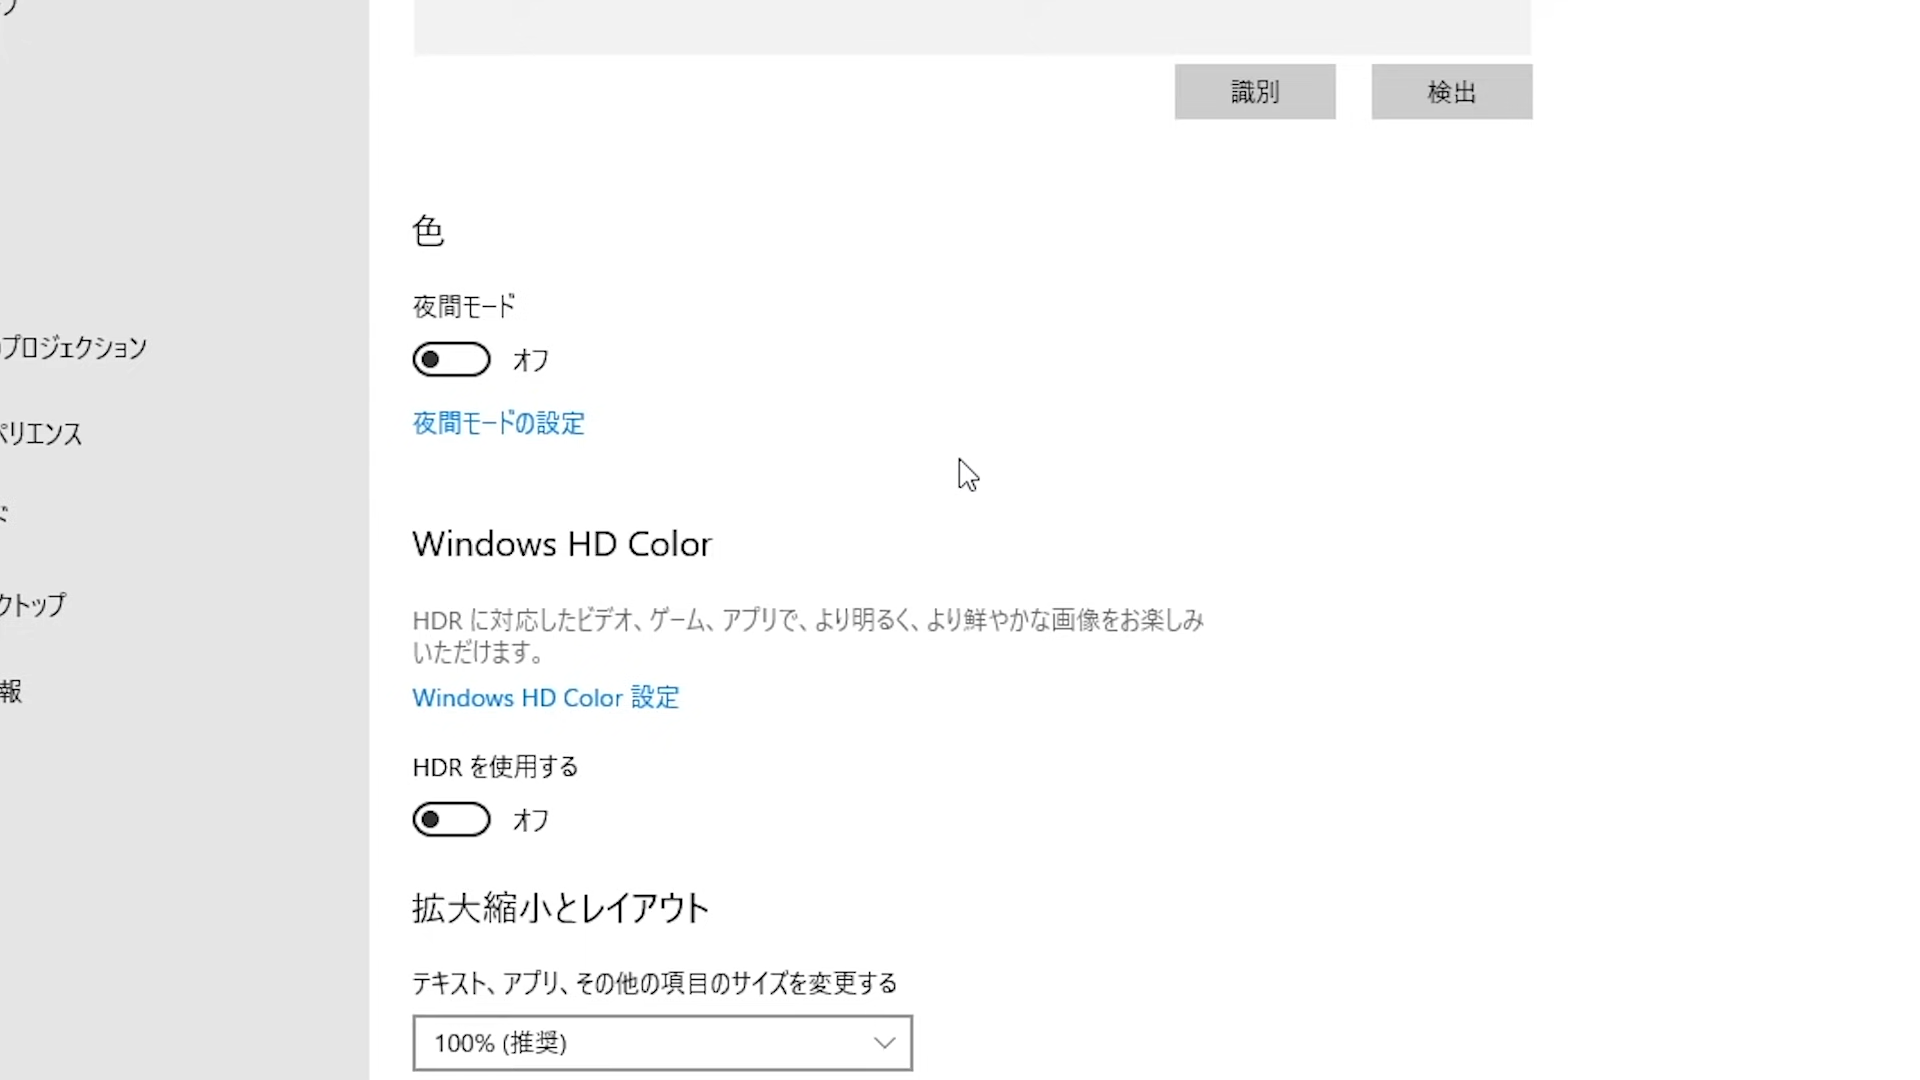 識別
検出
色
夜間モード
オフ
夜間モードの設定
プロジェクション
ペリエンス
ド
クトップ
報
Windows HD Color
HDR に対応したビデオ、ゲーム、アプリで、より明るく、より鮮やかな画像をお楽しみ
いただけます。
Windows HD Color 設定
HDR を使用する
オフ
拡大縮小とレイアウト
テキスト、アプリ、その他の項目のサイズを変更する
100% (推奨)